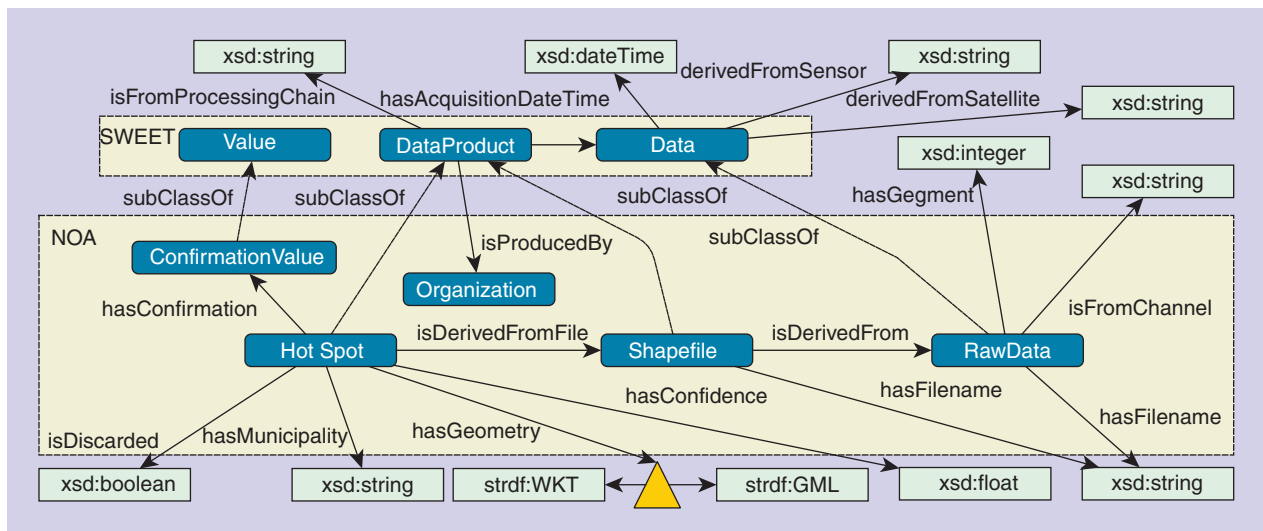 xsd:string
xsd:dateTime
xsd:string
derivedFromSensor
isFromProcessingChain
hasAcquisitionDateTime
derivedFromSatellite
xsd:string
SWEET
Value
DataProduct
Data
xsd:integer
xsd:string
subClassOf
subClassOf
subClassOf
hasGegment
NOA
subClassOf
ConfirmationValue
isProducedBy
Organization
hasConfirmation
isFromChannel
isDerivedFromFile
isDerivedFrom
Hot Spot
Shapefile
RawData
hasConfidence
hasFilename
hasFilename
isDiscarded
hasMunicipality
hasGeometry
xsd:boolean
xsd:string
strdf:WKT
strdf:GML
xsd:float
xsd:string